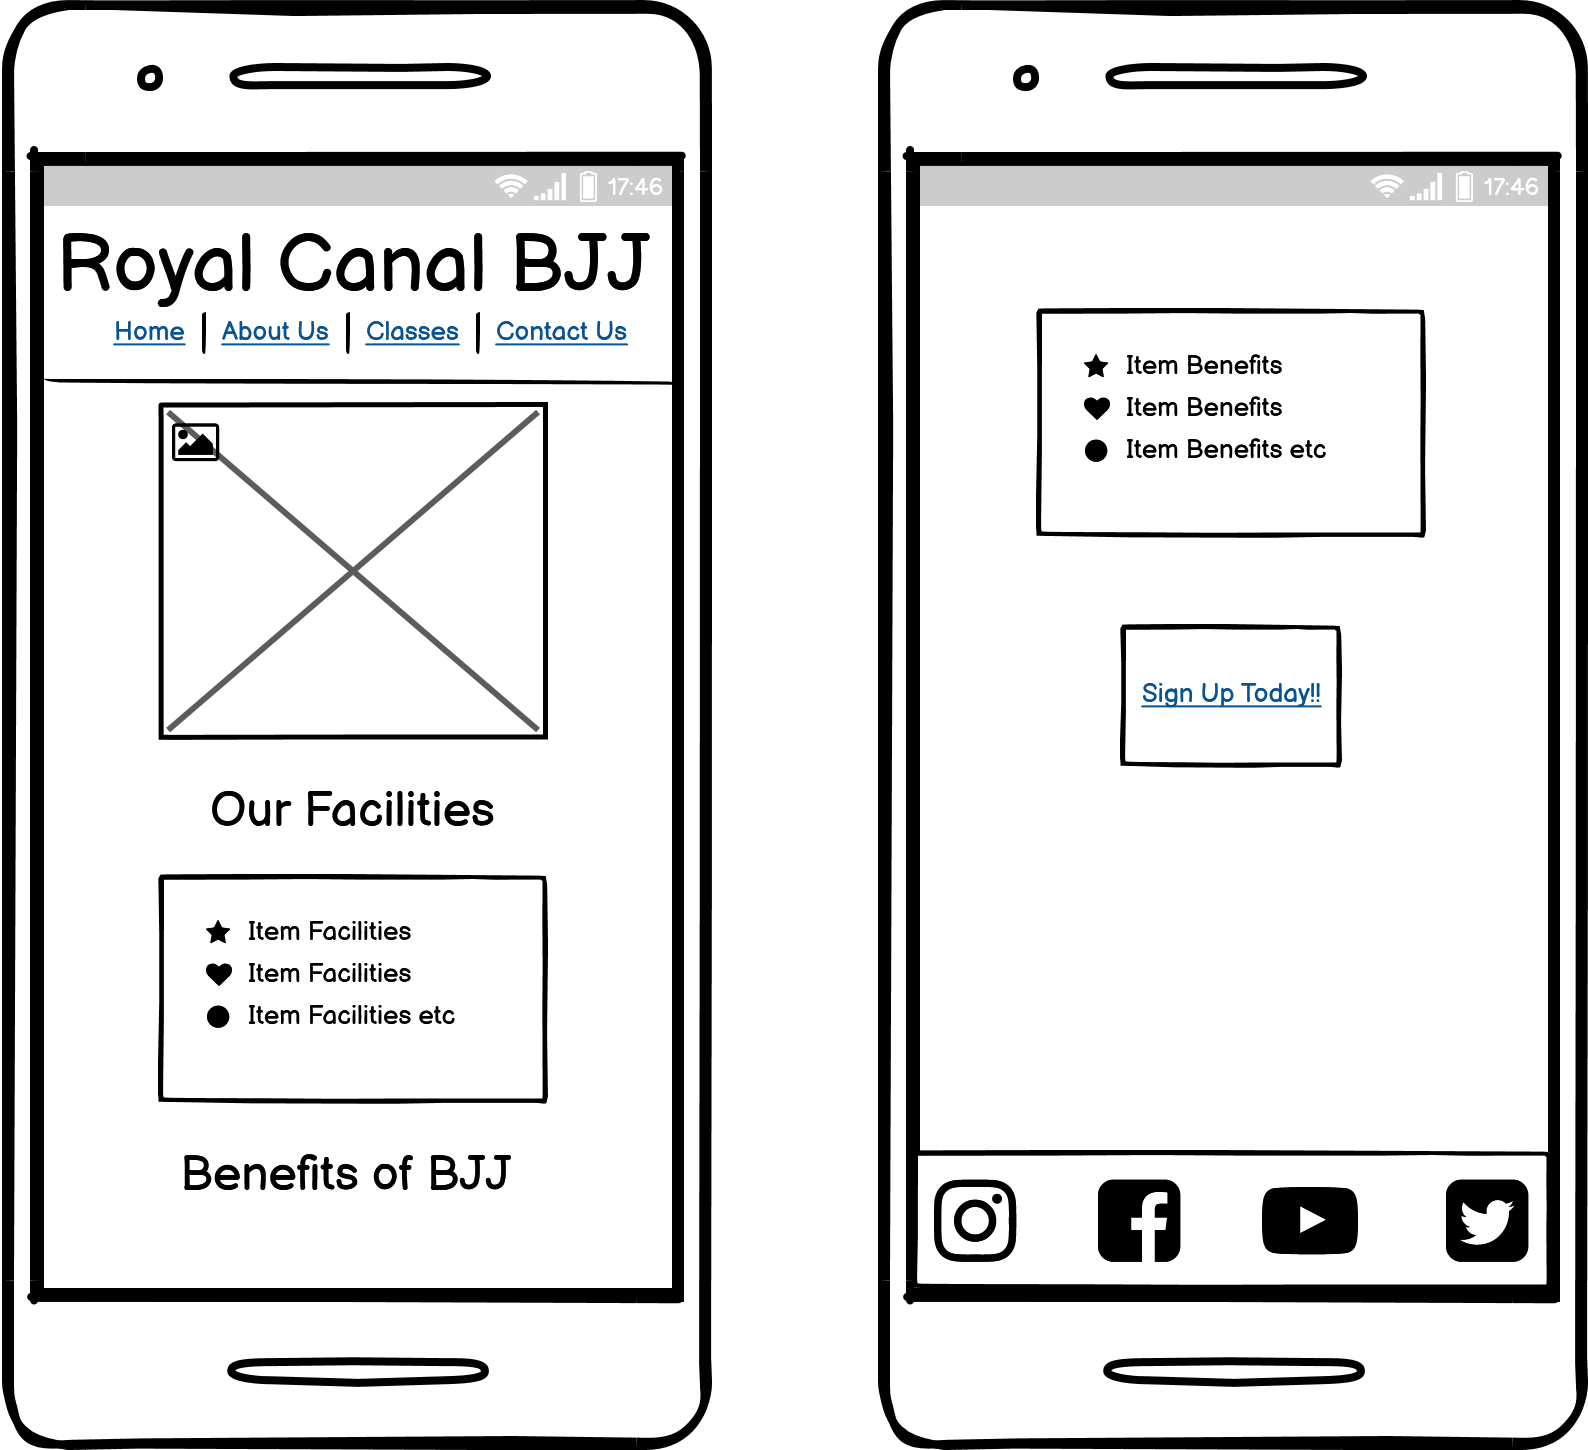 17:46
Royal Canal BJJ
Home | About Us | Classes | Contact Us
Our Facilities
Item Facilities
Item Facilities
Item Facilities etc
Benefits of BJJ
17:46
Item Benefits
Item Benefits
Item Benefits etc
Sign Up Today!!